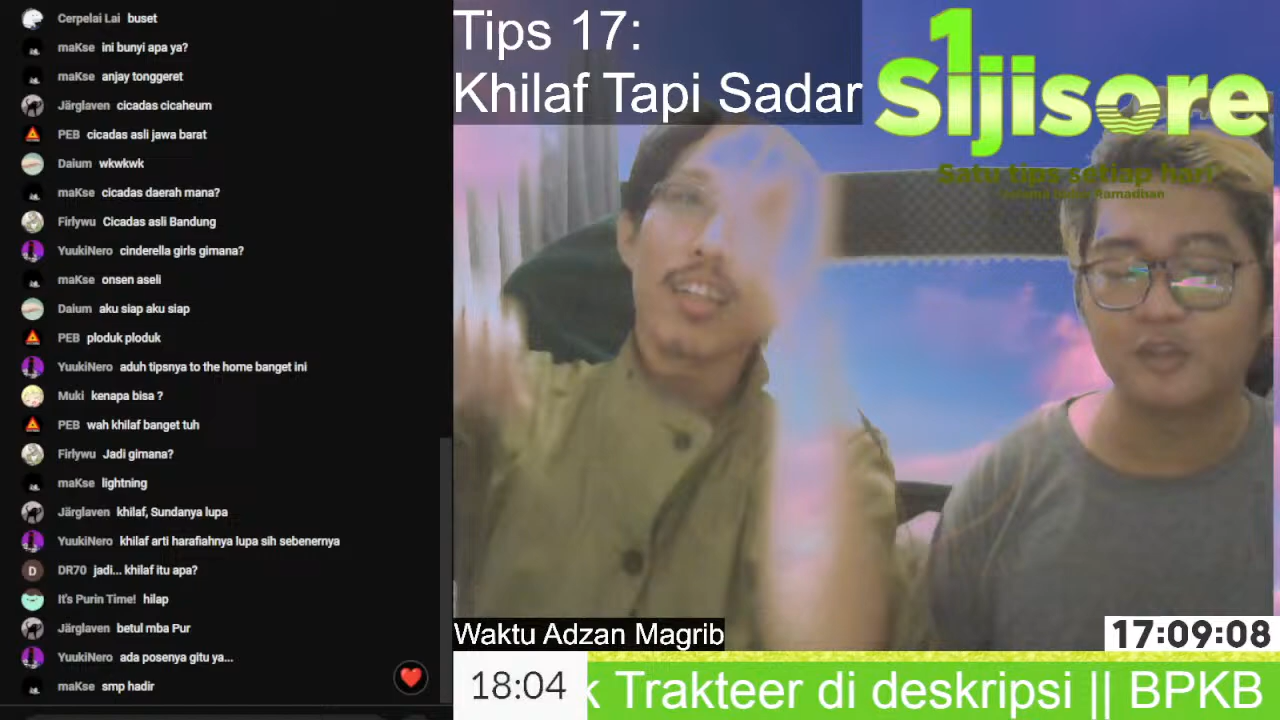 Cerpelai Lai buset
maKse ini bunyi apa ya?
maKse anjay tonggeret
Järglaven cicadas cicaheum
PEB cicadas asli jawa barat
Daium wkwkwk
maKse cicadas daerah mana?
Firlywu Cicadas asli Bandung
YuukiNero cinderella girls gimana?
maKse onsen aseli
Daium aku siap aku siap
PEB ploduk ploduk
YuukiNero aduh tipsnya to the home banget ini
Muki kenapa bisa ?
PEB wah khilaf banget tuh
Firlywu Jadi gimana?
maKse lightning
Järglaven khilaf, Sundanya lupa
YuukiNero khilaf arti harafiahnya lupa sih sebenernya
D DR70 jadi... khilaf itu apa?
It's Purin Time! hilap
Järglaven betul mba Pur
YuukiNero ada posenya gitu ya...
maKse smp hadir
Tips 17:
Khilaf Tapi Sadar
1
Sljisore
Satu tips setiap hari
Ramadhan
Waktu Adzan Magrib
17:09:08
18:04
k Trakteer di deskripsi || BPKB